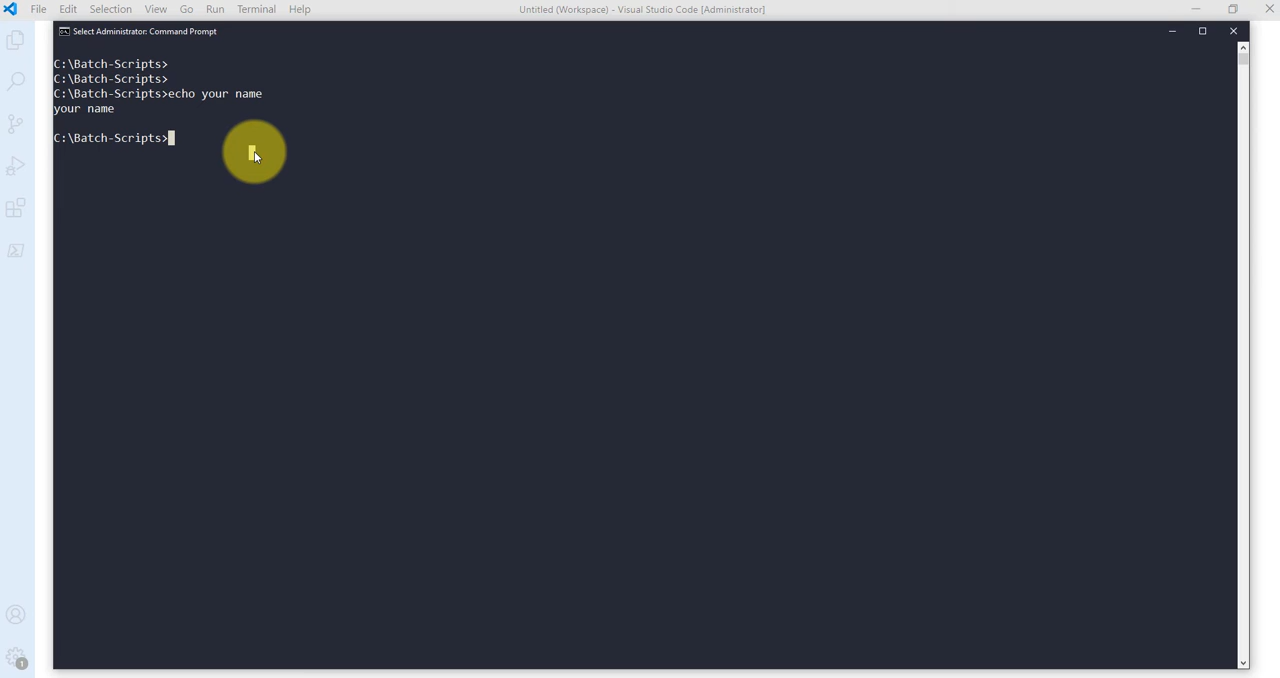 File Edit Selection View Go Run Terminal Help Untitled (Workspace) - Visual Studio Code [Administrator]
Select Administrator: Command Prompt
C:\Batch-Scripts>
C:\Batch-Scripts>
C:\Batch-Scripts>echo your name
your name
C:\Batch-Scripts>
1